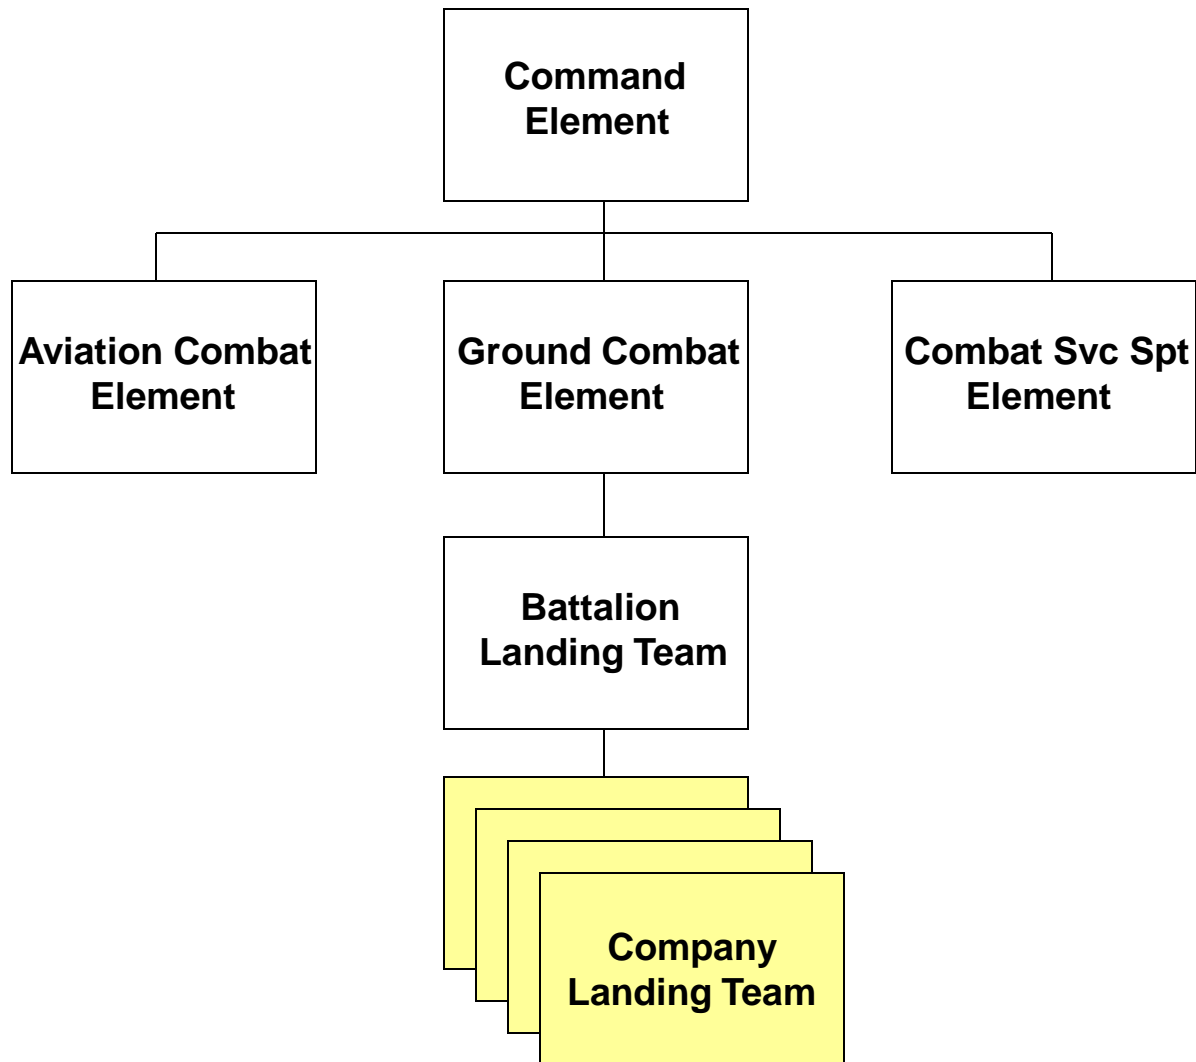 Command
Element
Aviation Combat
Element
Ground Combat
Element
Combat Svc Spt
Element
Battalion
Landing Team
Company
Landing Team